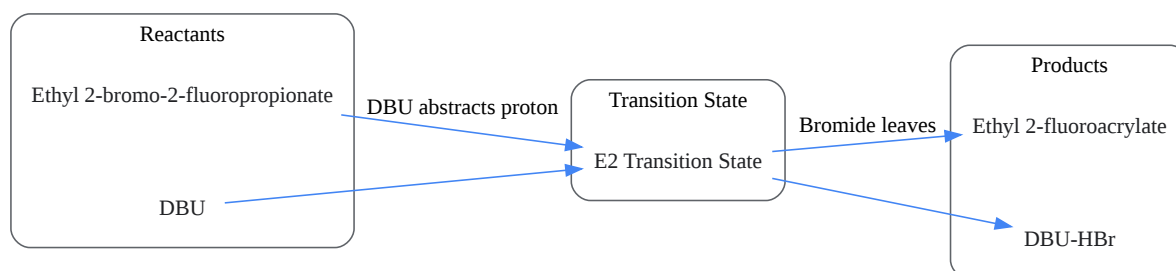 Reactants
Ethyl 2-bromo-2-fluoropropionate
DBU
DBU abstracts proton
Transition State
E2 Transition State
Bromide leaves
Products
Ethyl 2-fluoroacrylate
DBU-HBr